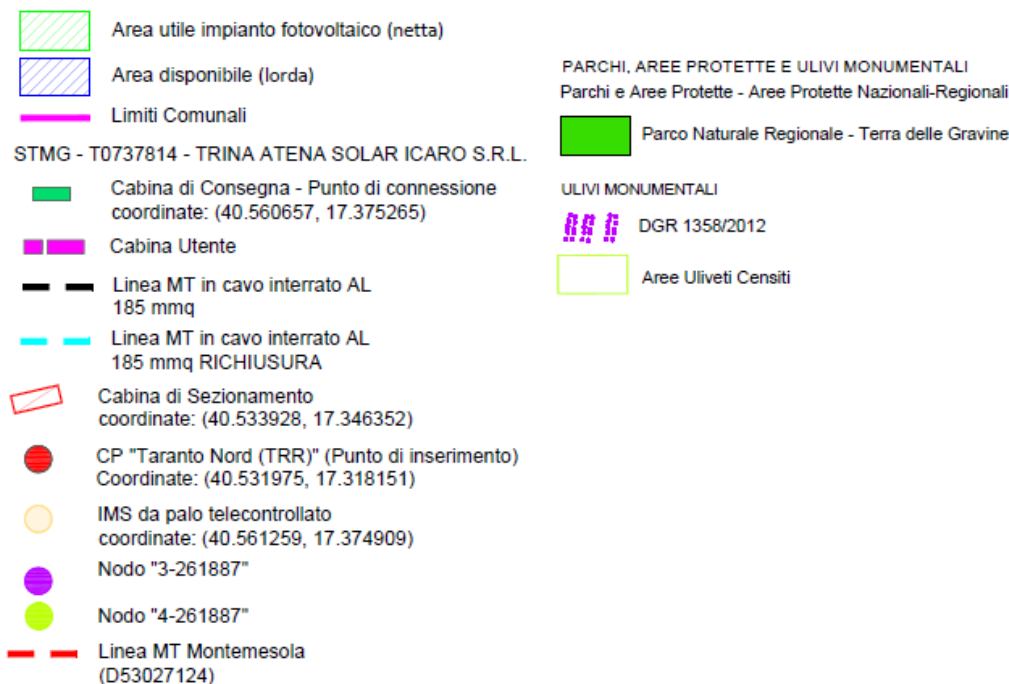 Area utile impianto fotovoltaico (netta)
Area disponibile (lorda)
Limiti Comunali
STMG - T0737814 - TRINA ATENA SOLAR ICARO S.R.L.
Cabina di Consegna - Punto di connessione
coordinate: (40.560657, 17.375265)
Cabina Utente
Linea MT in cavo interrato AL
185 mmq
Linea MT in cavo interrato AL
185 mmq RICHIUSURA
Cabina di Sezionamento
coordinate: (40.533928, 17.346352)
CP "Taranto Nord (TRR)" (Punto di inserimento)
Coordinate: (40.531975, 17.318151)
IMS da palo telecontrollato
coordinate: (40.561259, 17.374909)
Nodo "3-261887"
Nodo "4-261887"
Linea MT Montemesola
(D53027124)
PARCHI, AREE PROTETTE E ULIVI MONUMENTALI
Parchi e Aree Protette - Aree Protette Nazionali-Regionali
Parco Naturale Regionale - Terra delle Gravine
ULIVI MONUMENTALI
DGR 1358/2012
Aree Uliveti Censiti